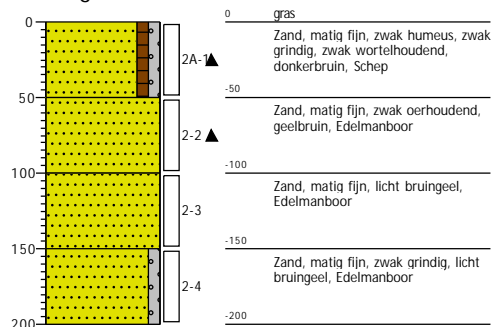 0
50
100
150
200
2A-1
2-2
2-3
2-4
0 gras
Zand, matig fijn, zwak humeus, zwak
grindig, zwak wortelhoudend,
donkerbruin, Schep
-50
Zand, matig fijn, zwak oerhoudend,
geelbruin, Edelmanboor
-100
Zand, matig fijn, licht bruingeel,
Edelmanboor
-150
Zand, matig fijn, zwak grindig, licht
bruingeel, Edelmanboor
-200